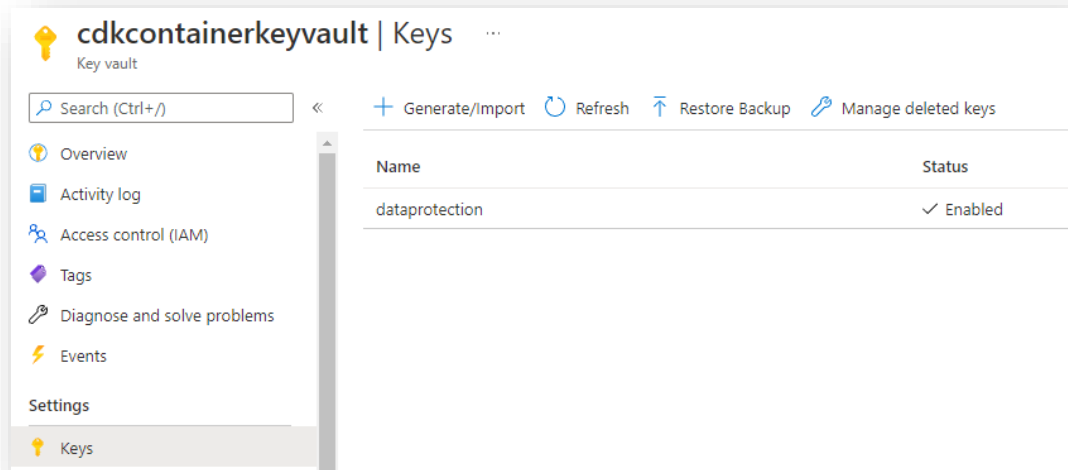 cdkcontainerkeyvault | Keys ...
Key vault
Search (Ctrl+/)
«
Overview
Activity log
Access control (IAM)
Tags
Diagnose and solve problems
Events
Settings
Keys
Generate/Import Refresh Restore Backup Manage deleted keys
Name Status
dataprotection Enabled